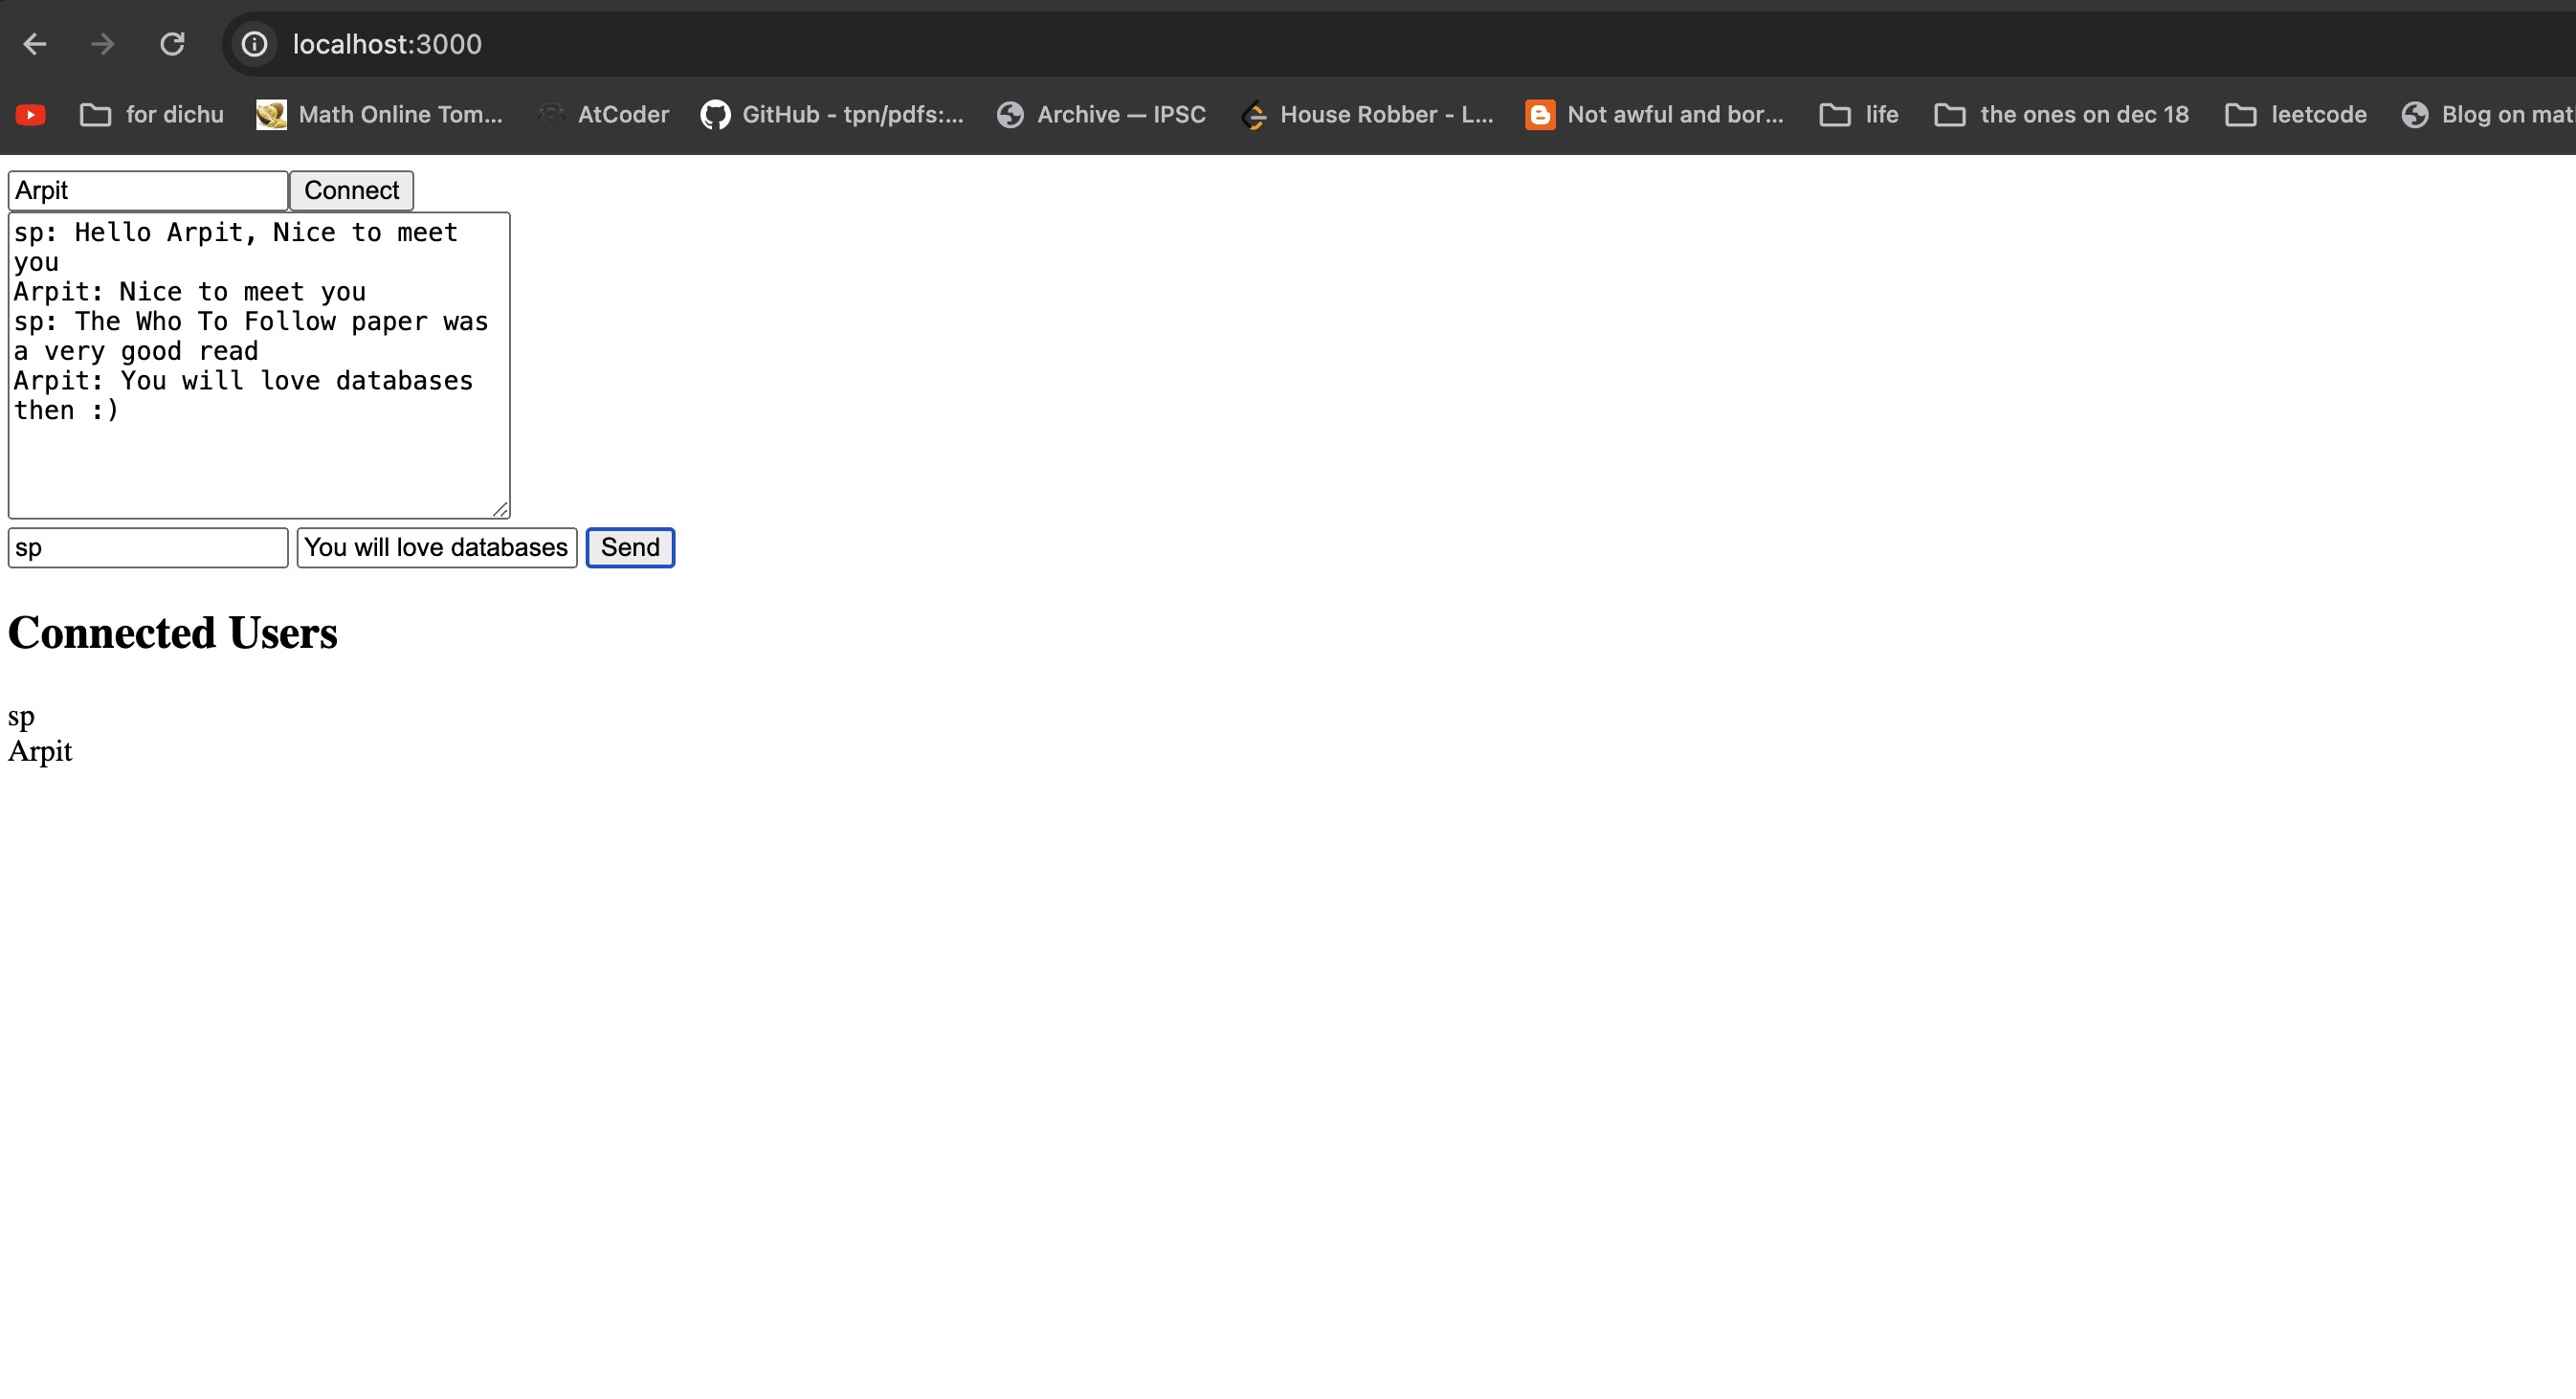 localhost:3000
for dichu Math Online Tom... AtCoder GitHub - tpn/pdfs:... Archive — IPSC House Robber - L... Not awful and bor... life the ones on dec 18 leetcode Blog on mat
Arpit Connect
sp: Hello Arpit, Nice to meet
you
Arpit: Nice to meet you
sp: The Who To Follow paper was
a very good read
Arpit: You will love databases
then :)
sp You will love databases Send
Connected Users
sp
Arpit